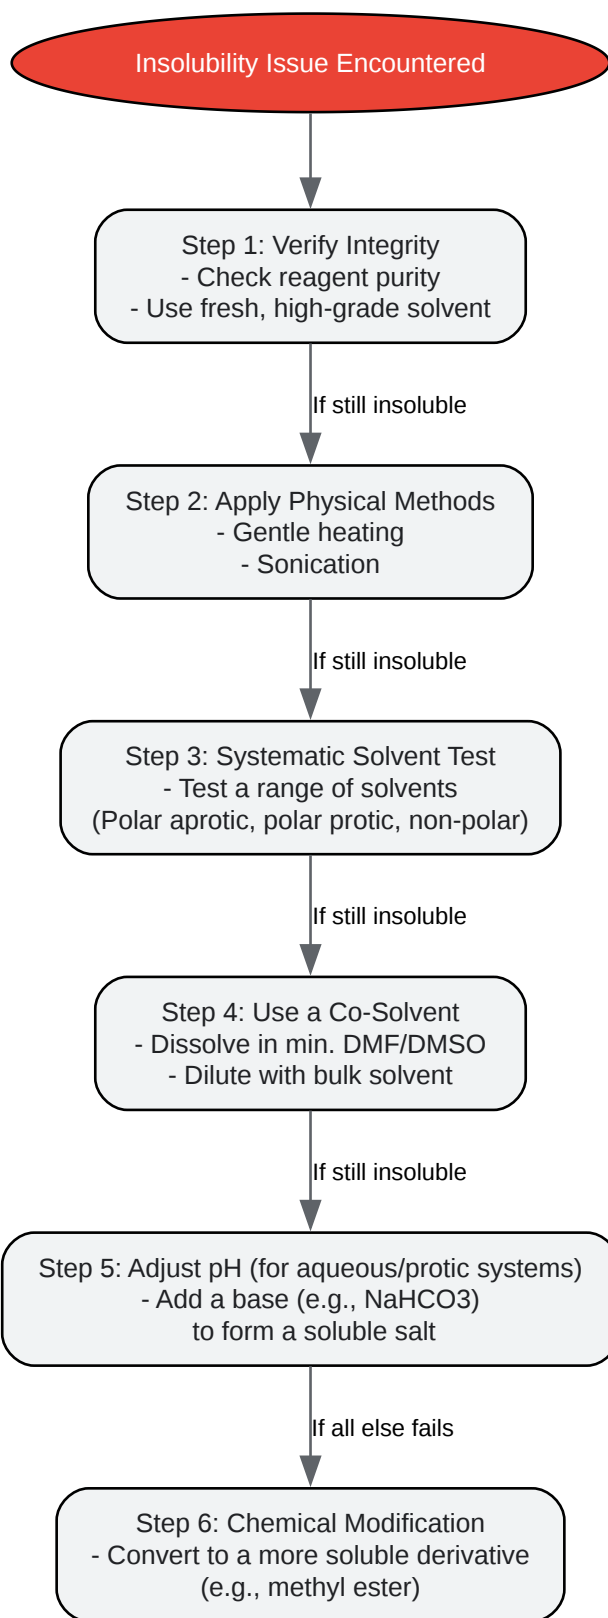 Insolubility Issue Encountered
Step 1: Verify Integrity
- Check reagent purity
- Use fresh, high-grade solvent
If still insoluble
Step 2: Apply Physical Methods
- Gentle heating
- Sonication
If still insoluble
Step 3: Systematic Solvent Test
- Test a range of solvents
(Polar aprotic, polar protic, non-polar)
If still insoluble
Step 4: Use a Co-Solvent
- Dissolve in min. DMF/DMSO
- Dilute with bulk solvent
If still insoluble
Step 5: Adjust pH (for aqueous/protic systems)
- Add a base (e.g., NaHCO3)
to form a soluble salt
If all else fails
Step 6: Chemical Modification
- Convert to a more soluble derivative
(e.g., methyl ester)